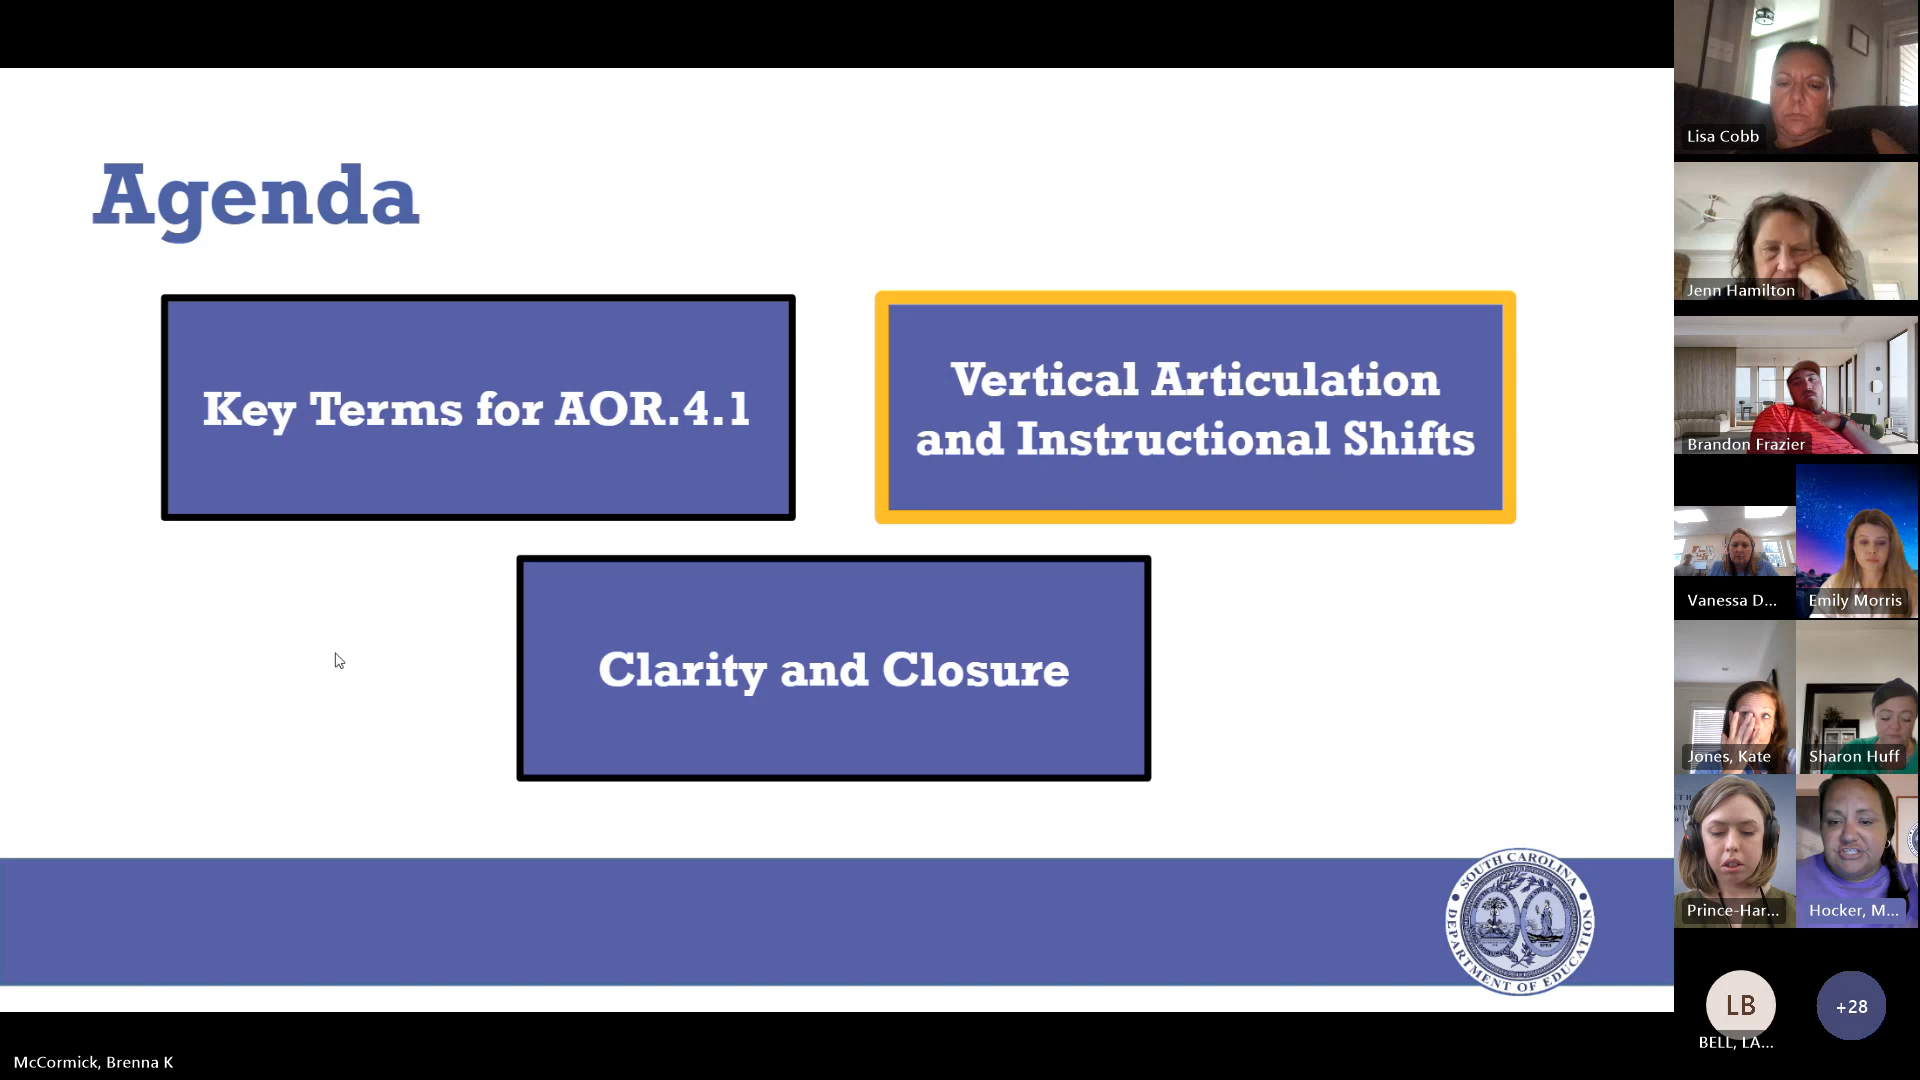 Agenda
Key Terms for AOR.4.1
Vertical Articulation
and Instructional Shifts
Clarity and Closure
SOUTH CAROLINA
DEPARTMENT OF EDUCATION
McCormick, Brenna K
Lisa Cobb
Jenn Hamilton
Brandon Frazier
Vanessa D...
Emily Morris
Jones, Kate
Sharon Huff
Prince-Har...
Hocker, M...
LB
+28
BELL, LA...